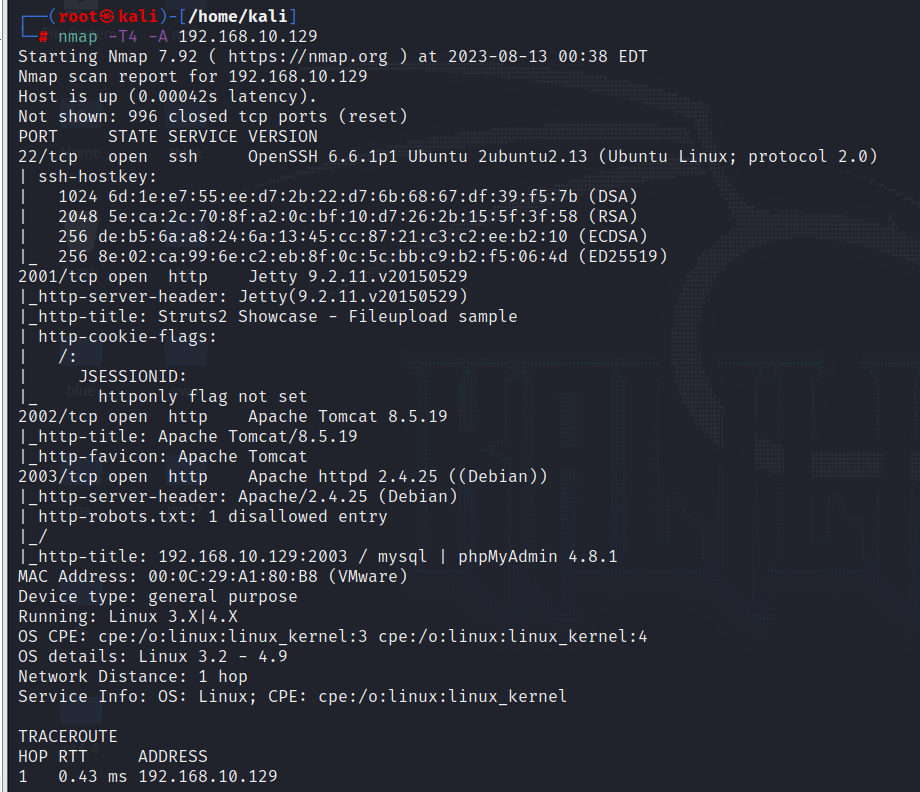 ┌──(root㉿kali)-[/home/kali]
└─# nmap -T4 -A 192.168.10.129
Starting Nmap 7.92 ( https://nmap.org ) at 2023-08-13 00:38 EDT
Nmap scan report for 192.168.10.129
Host is up (0.00042s latency).
Not shown: 996 closed tcp ports (reset)
PORT     STATE SERVICE VERSION
22/tcp   open  ssh     OpenSSH 6.6.1p1 Ubuntu 2ubuntu2.13 (Ubuntu Linux; protocol 2.0)
| ssh-hostkey:
|   1024 6d:1e:e7:55:ee:d7:2b:22:d7:6b:68:67:df:39:f5:7b (DSA)
|   2048 5e:ca:2c:70:8f:a2:0c:bf:10:d7:26:2b:15:5f:3f:58 (RSA)
|   256 de:b5:6a:a8:24:6a:13:45:cc:87:21:c3:c2:ee:b2:10 (ECDSA)
|_  256 8e:02:ca:99:6e:c2:eb:8f:0c:5c:bb:c9:b2:f5:06:4d (ED25519)
2001/tcp open  http    Jetty 9.2.11.v20150529
|_http-server-header: Jetty(9.2.11.v20150529)
|_http-title: Struts2 Showcase - Fileupload sample
| http-cookie-flags:
|   /:
|     JSESSIONID:
|_      httponly flag not set
2002/tcp open  http    Apache Tomcat 8.5.19
|_http-title: Apache Tomcat/8.5.19
|_http-favicon: Apache Tomcat
2003/tcp open  http    Apache httpd 2.4.25 ((Debian))
|_http-server-header: Apache/2.4.25 (Debian)
| http-robots.txt: 1 disallowed entry
|_/
|_http-title: 192.168.10.129:2003 / mysql | phpMyAdmin 4.8.1
MAC Address: 00:0C:29:A1:80:B8 (VMware)
Device type: general purpose
Running: Linux 3.X|4.X
OS CPE: cpe:/o:linux:linux_kernel:3 cpe:/o:linux:linux_kernel:4
OS details: Linux 3.2 - 4.9
Network Distance: 1 hop
Service Info: OS: Linux; CPE: cpe:/o:linux:linux_kernel

TRACEROUTE
HOP RTT     ADDRESS
1   0.43 ms 192.168.10.129